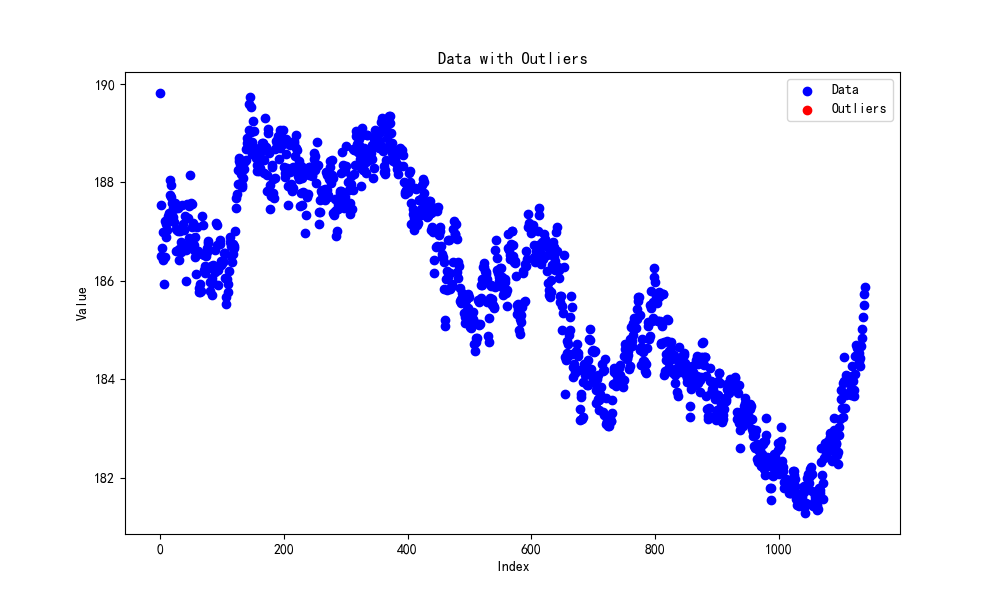 Data with Outliers
Data
Outliers
190
188
186
184
182
Value
0
200
400
600
800
1000
Index